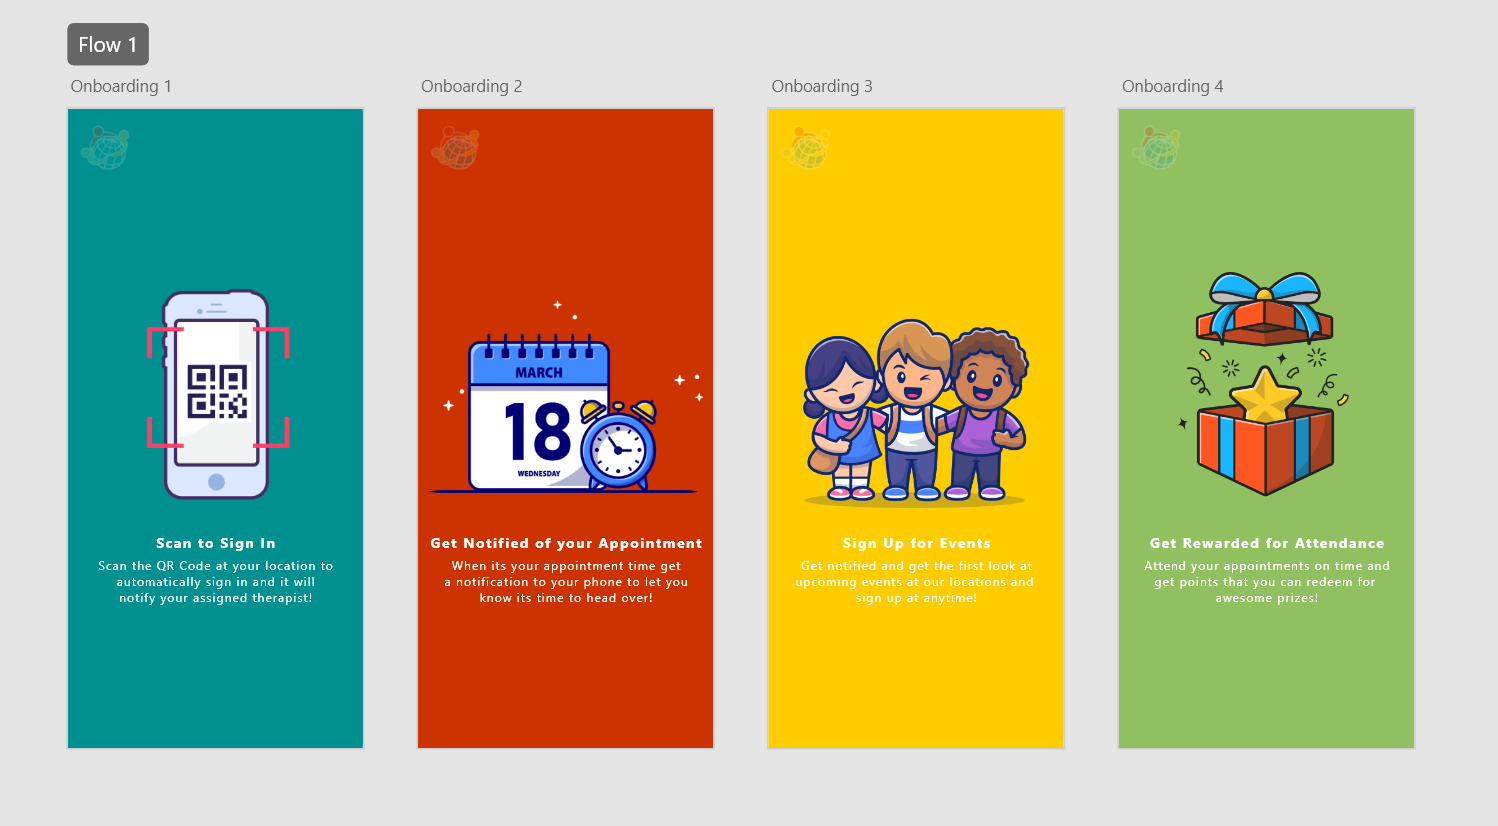 Flow 1
Onboarding 1
Onboarding 2
Onboarding 3
Onboarding 4
Scan to Sign In
Scan the QR Code at your location to
automatically sign in and it will
notify your assigned therapist!
MARCH
18
WEDNESDAY
Get Notified of your Appointment
When its your appointment time get
a notification to your phone to let you
know its time to head over!
Sign Up for Events
Get notified and get the first look at
upcoming events at our locations and
sign up at anytime!
Get Rewarded for Attendance
Attend your appointments on time and
get points that you can redeem for
awesome prizes!